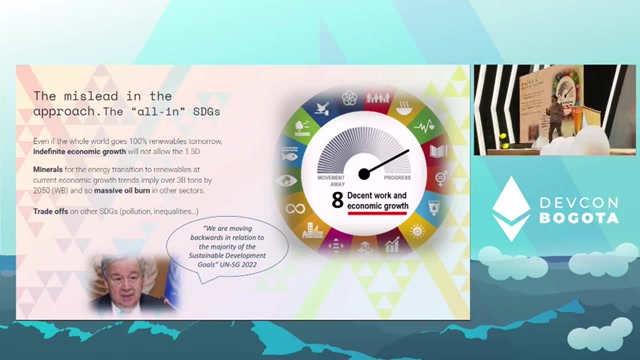 The mislead in the
approach.The “all-in” SDGs
Even if the whole world goes 100% renewables tomorrow,
indefinite economic growth will not allow the 1.5D
Minerals for the energy transition to renewables at
current economic growth trends imply over 3B tons by
2050 (WB) and so massive oil burn in other sectors.
Trade offs on other SDGs (pollution, inequalities...)
"We are moving
backwards in relation to
the majority of the
Sustainable Development
Goals" UN-SG 2022
MOVEMENT
AWAY
PROGRESS
8 Decent work and
economic growth
DEVCON
BOGOTA